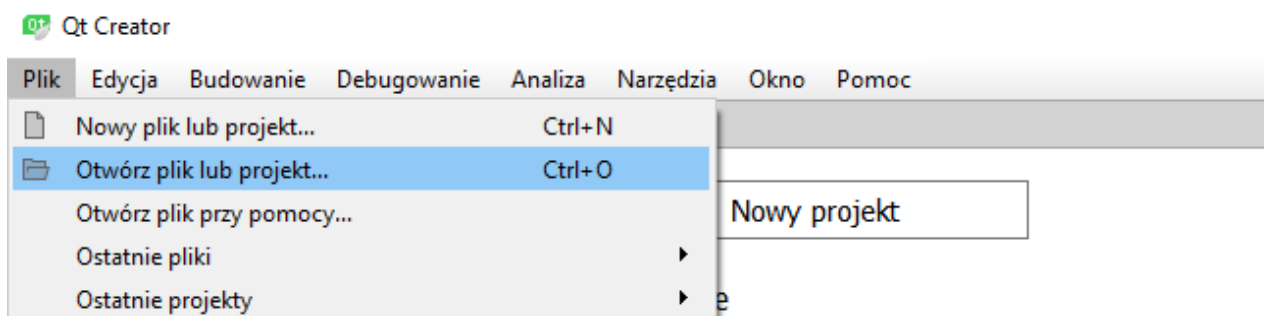 Qt Creator
Plik Edycja Budowanie Debugowanie Analiza Narzędzia Okno Pomoc
Nowy plik lub projekt... Ctrl+N
Otwórz plik lub projekt... Ctrl+O
Otwórz plik przy pomocy...
Nowy projekt
Ostatnie pliki
Ostatnie projekty